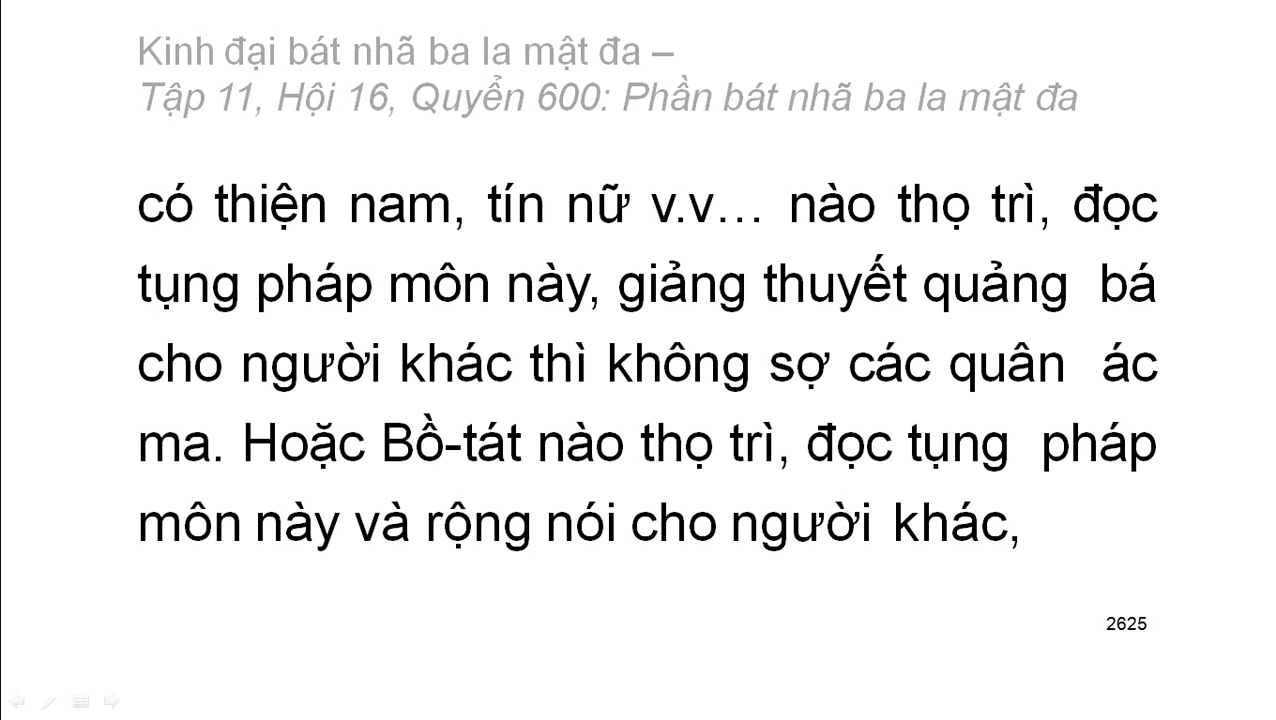 Kinh đại bát nhã ba la mật đa –
Tập 11, Hội 16, Quyển 600: Phần bát nhã ba la mật đa
có thiện nam, tín nữ v.v… nào thọ trì, đọc
tụng pháp môn này, giảng thuyết quảng bá
cho người khác thì không sợ các quân ác
ma. Hoặc Bồ-tát nào thọ trì, đọc tụng pháp
môn này và rộng nói cho người khác,
2625